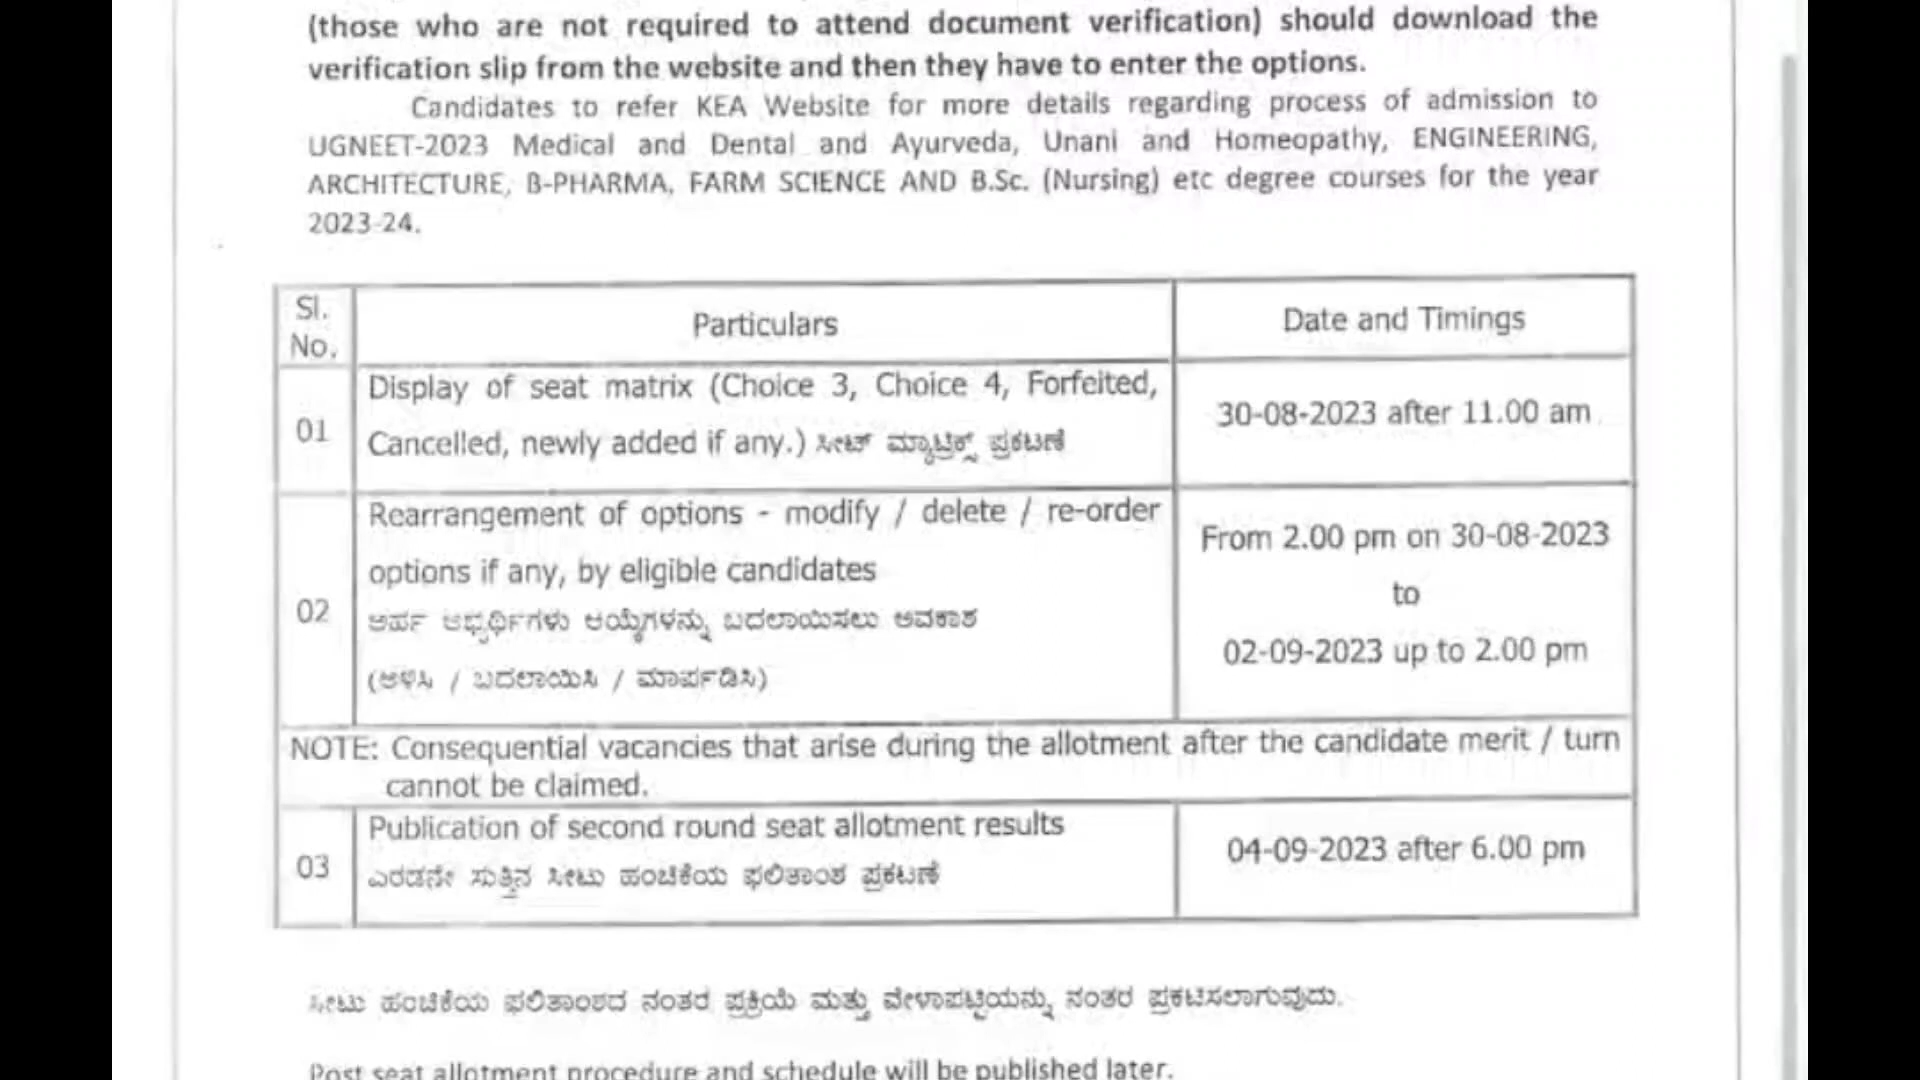 (those who are not required to attend document verification) should download the
verification slip from the website and then they have to enter the options.
Candidates to refer KEA Website for more details regarding process of admission to
UGNEET-2023 Medical and Dental and Ayurveda, Unani and Homeopathy, ENGINEERING,
ARCHITECTURE, B-PHARMA, FARM SCIENCE AND B.Sc. (Nursing) etc degree courses for the year
2023-24.
Sl.
No.
Particulars
Date and Timings
01
Display of seat matrix (Choice 3, Choice 4, Forfeited,
Cancelled, newly added if any.) ಸೀಟ್ ಮ್ಯಾಟ್ರಿಕ್ಸ್ ಪ್ರಕಟಣೆ
30-08-2023 after 11.00 am
02
Rearrangement of options - modify / delete / re-order
options if any, by eligible candidates
ಅರ್ಹ ಅಭ್ಯರ್ಥಿಗಳು ಆಯ್ಕೆಗಳನ್ನು ಬದಲಾಯಿಸಲು ಅವಕಾಶ
(ಅಳಿಸಿ / ಬದಲಾಯಿಸಿ / ಮಾರ್ಪಡಿಸಿ)
From 2.00 pm on 30-08-2023
to
02-09-2023 up to 2.00 pm
NOTE: Consequential vacancies that arise during the allotment after the candidate merit / turn
cannot be claimed.
03
Publication of second round seat allotment results
ಎರಡನೇ ಸುತ್ತಿನ ಸೀಟು ಹಂಚಿಕೆಯ ಫಲಿತಾಂಶ ಪ್ರಕಟಣೆ
04-09-2023 after 6.00 pm
ಸೀಟು ಹಂಚಿಕೆಯ ಫಲಿತಾಂಶದ ನಂತರ ಪ್ರಕ್ರಿಯೆ ಮತ್ತು ವೇಳಾಪಟ್ಟಿಯನ್ನು ನಂತರ ಪ್ರಕಟಿಸಲಾಗುವುದು.
Post seat allotment procedure and schedule will be published later.